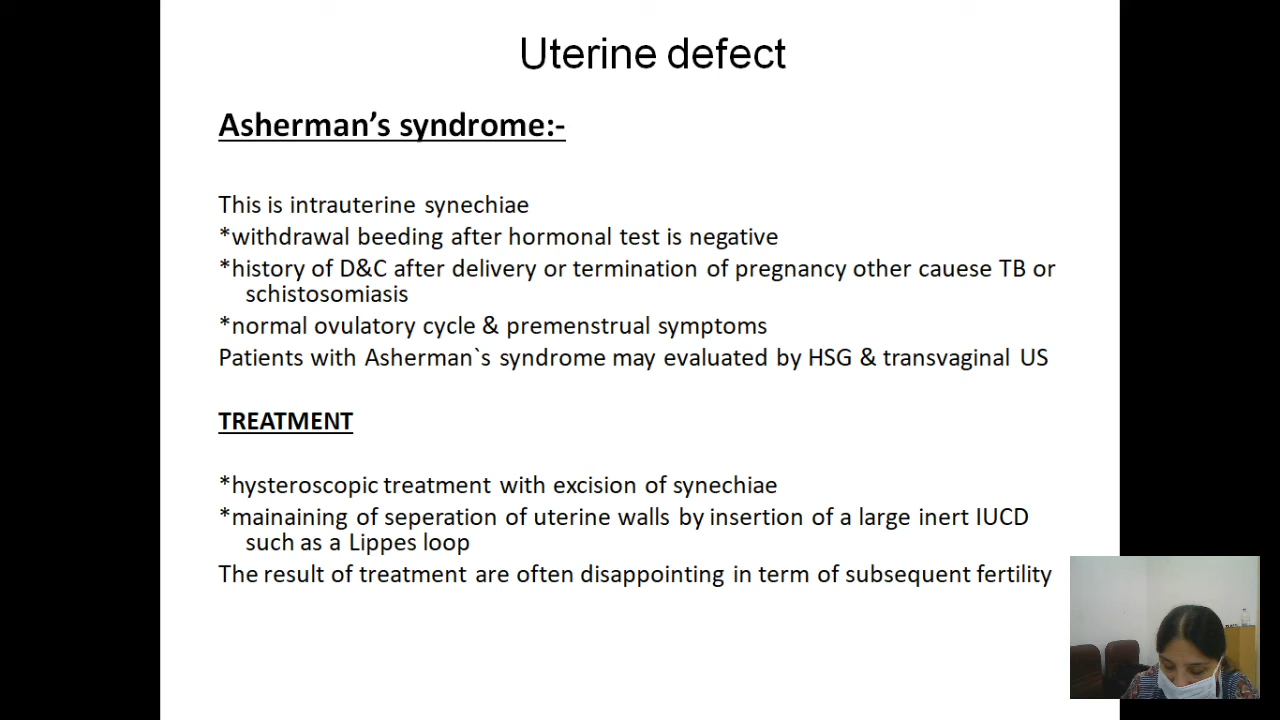 Uterine defect
Asherman’s syndrome:-
This is intrauterine synechiae
*withdrawal beeding after hormonal test is negative
*history of D&C after delivery or termination of pregnancy other cauese TB or
schistosomiasis
*normal ovulatory cycle & premenstrual symptoms
Patients with Asherman`s syndrome may evaluated by HSG & transvaginal US
TREATMENT
*hysteroscopic treatment with excision of synechiae
*mainaining of seperation of uterine walls by insertion of a large inert IUCD
such as a Lippes loop
The result of treatment are often disappointing in term of subsequent fertility